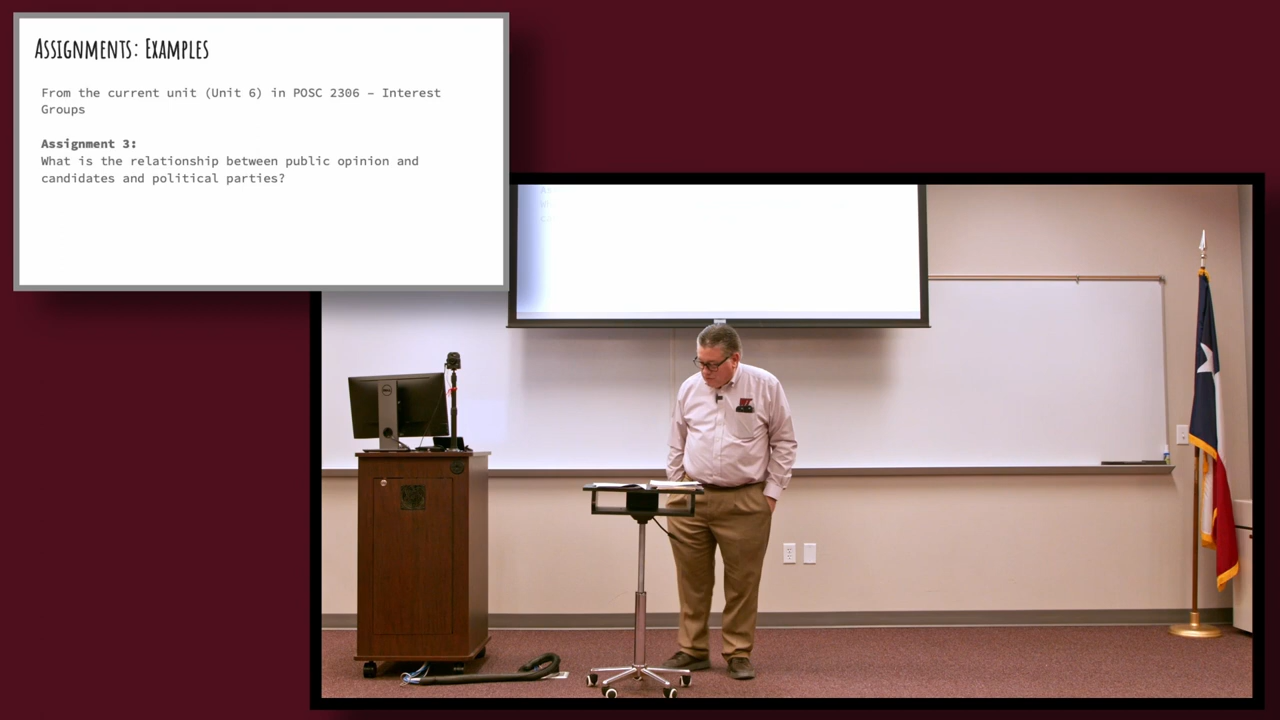 Assignments: Examples
From the current unit (Unit 6) in POSC 2306 – Interest
Groups
Assignment 3:
What is the relationship between public opinion and
candidates and political parties?